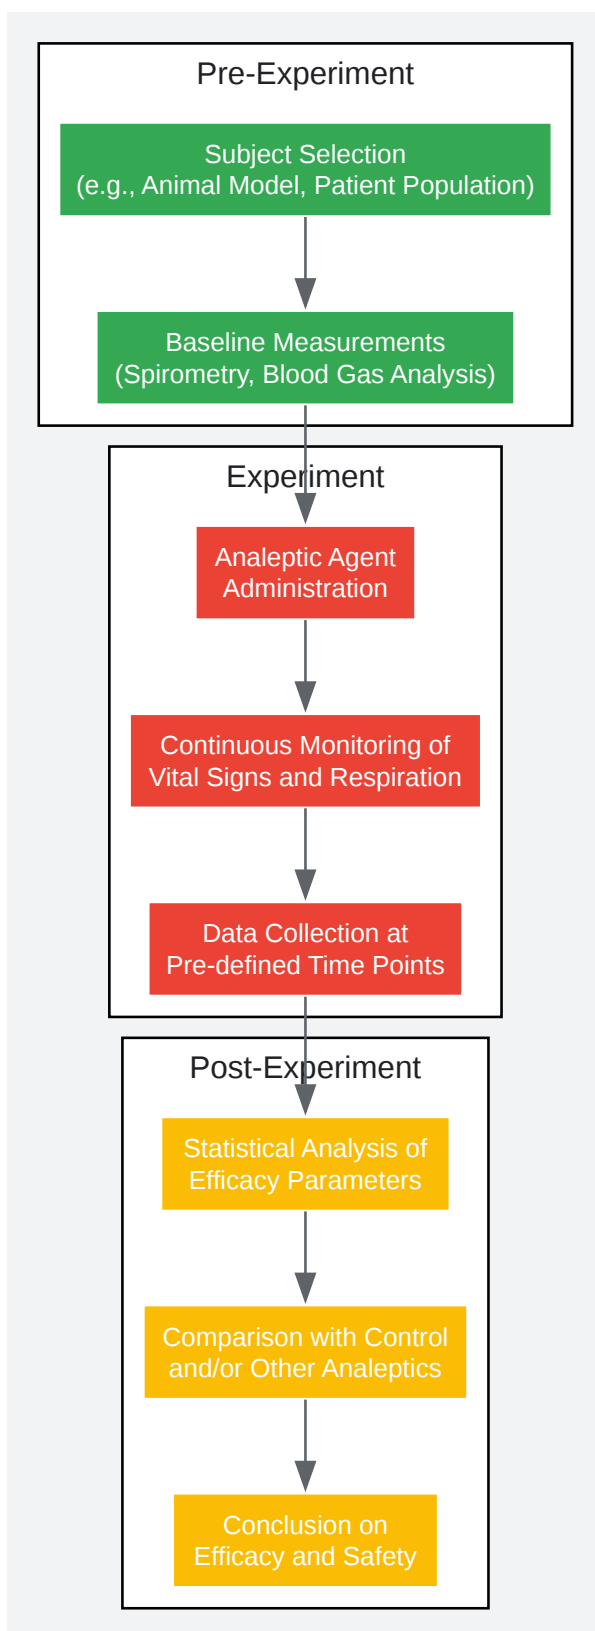 Pre-Experiment
Subject Selection
(e.g., Animal Model, Patient Population)
Baseline Measurements
(Spirometry, Blood Gas Analysis)
Experiment
Analeptic Agent
Administration
Continuous Monitoring of
Vital Signs and Respiration
Data Collection at
Pre-defined Time Points
Post-Experiment
Statistical Analysis of
Efficacy Parameters
Comparison with Control
and/or Other Analeptics
Conclusion on
Efficacy and Safety